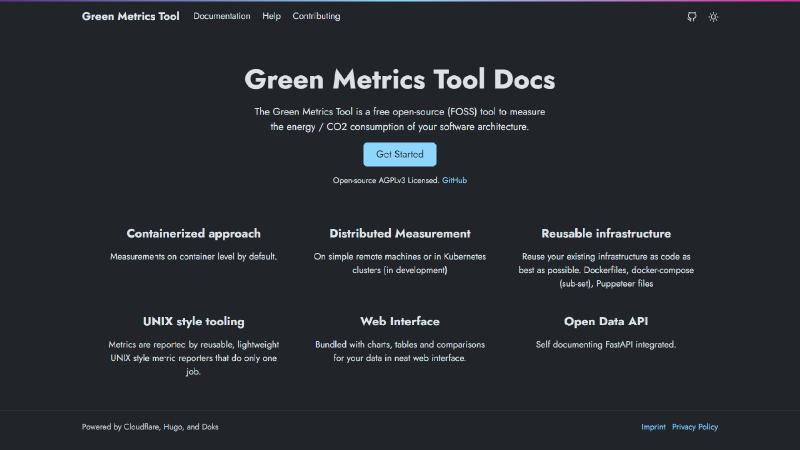 Green Metrics Tool Documentation Help Contributing
Green Metrics Tool Docs
The Green Metrics Tool is a free open-source (FOSS) tool to measure
the energy / CO2 consumption of your software architecture.
Get Started
Open-source AGPLv3 Licensed. GitHub
Containerized approach
Measurements on container level by default.
Distributed Measurement
On simple remote machines or in Kubernetes
clusters (in development)
Reusable infrastructure
Reuse your existing infrastructure as code as
best as possible. Dockerfiles, docker-compose
(sub-set), Puppeteer files
UNIX style tooling
Metrics are reported by reusable, lightweight
UNIX style metric reporters that do only one
job.
Web Interface
Bundled with charts, tables and comparisons
for your data in neat web interface.
Open Data API
Self documenting FastAPI integrated.
Powered by Cloudflare, Hugo, and Doks
Imprint Privacy Policy